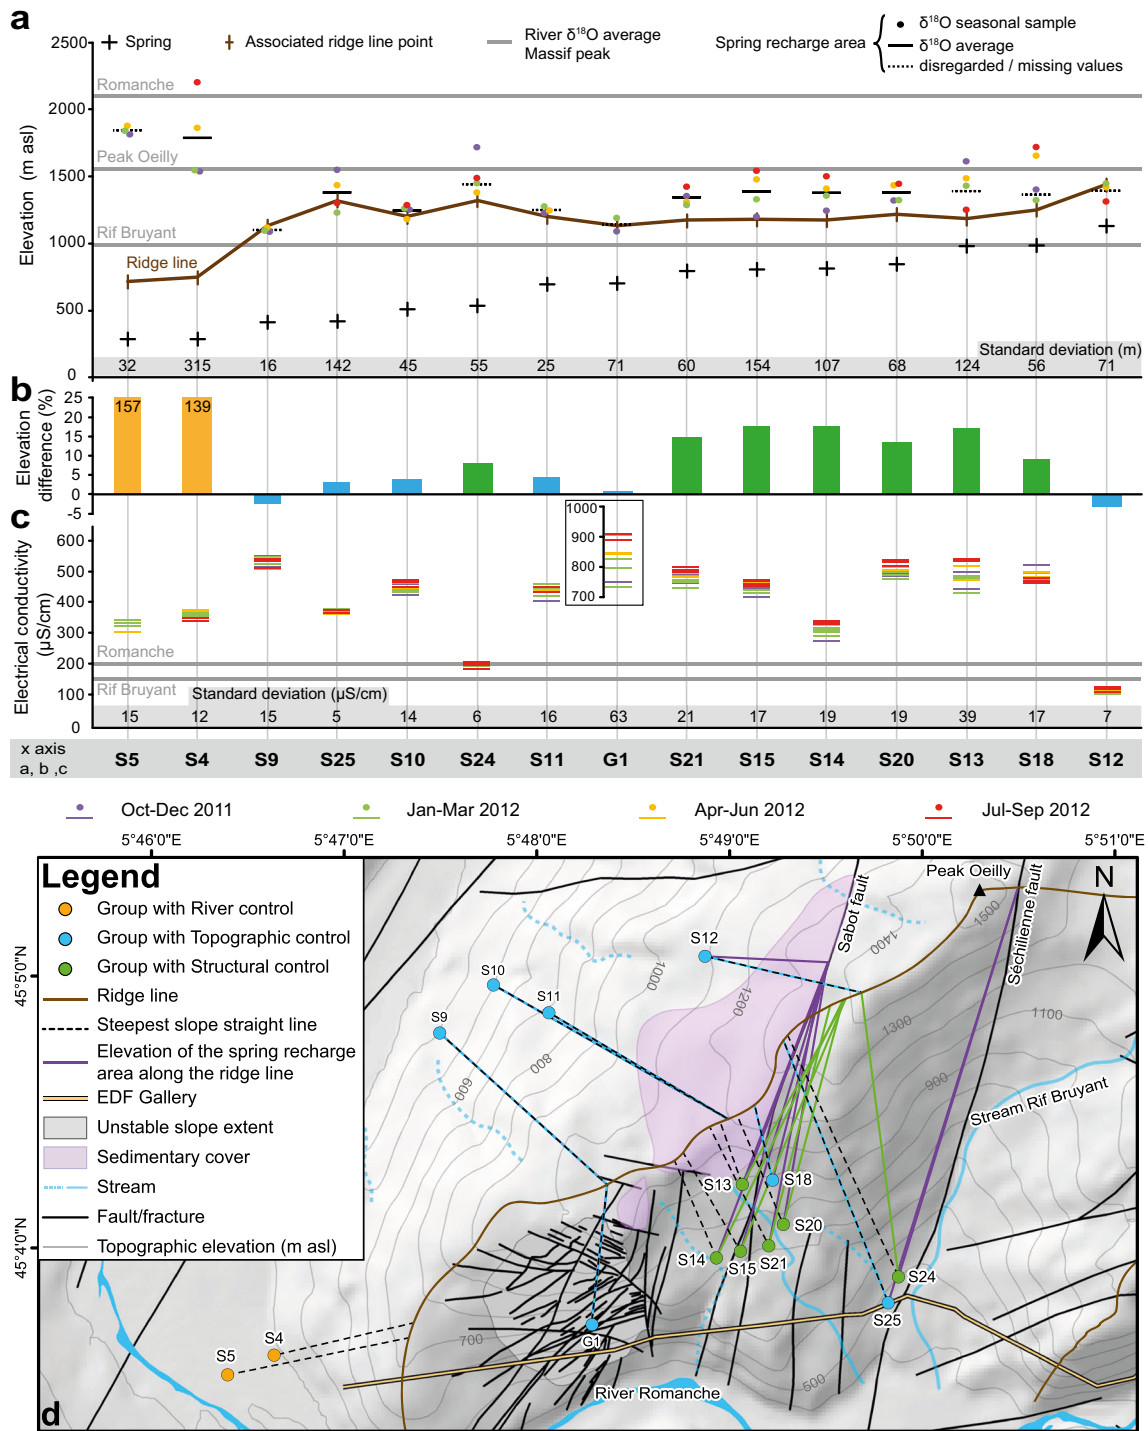 a
Spring
Associated ridge line point
River δ¹⁸O average
Massif peak
Spring recharge area
δ¹⁸O seasonal sample
δ¹⁸O average
disregarded / missing values
Elevation (m asl)
2500
2000
1500
1000
500
0
Romanche
Peak Oeilly
Rif Bruyant
Ridge line
Standard deviation (m)
32 315 16 142 45 55 25 71 60 154 107 68 124 56 71
b
Elevation
difference (%)
25
20
15
10
5
0
-5
157 139
c
Electrical conductivity
(µS/cm)
600
500
400
300
200
100
0
1000
900
800
700
Romanche
Rif Bruyant
Standard deviation (µS/cm)
15 12 15 5 14 6 16 63 21 17 19 19 39 17 7
x axis
a, b ,c
S5 S4 S9 S25 S10 S24 S11 G1 S21 S15 S14 S20 S13 S18 S12
Oct-Dec 2011 Jan-Mar 2012 Apr-Jun 2012 Jul-Sep 2012
5°46'0"E 5°47'0"E 5°48'0"E 5°49'0"E 5°50'0"E 5°51'0"E
45°5'0"N
45°4'0"N
Legend
Group with River control
Group with Topographic control
Group with Structural control
Ridge line
Steepest slope straight line
Elevation of the spring recharge
area along the ridge line
EDF Gallery
Unstable slope extent
Sedimentary cover
Stream
Fault/fracture
Topographic elevation (m asl)
Peak Oeilly
N
Sabot fault
Séchilienne fault
1500
1400
S12
S10
1000
S11
1200
1300
1100
S9
800
600
900
Stream Rif Bruyant
S13
S18
S20
S14
S15
S21
S24
S25
G1
S4
S5
700
500
River Romanche
d